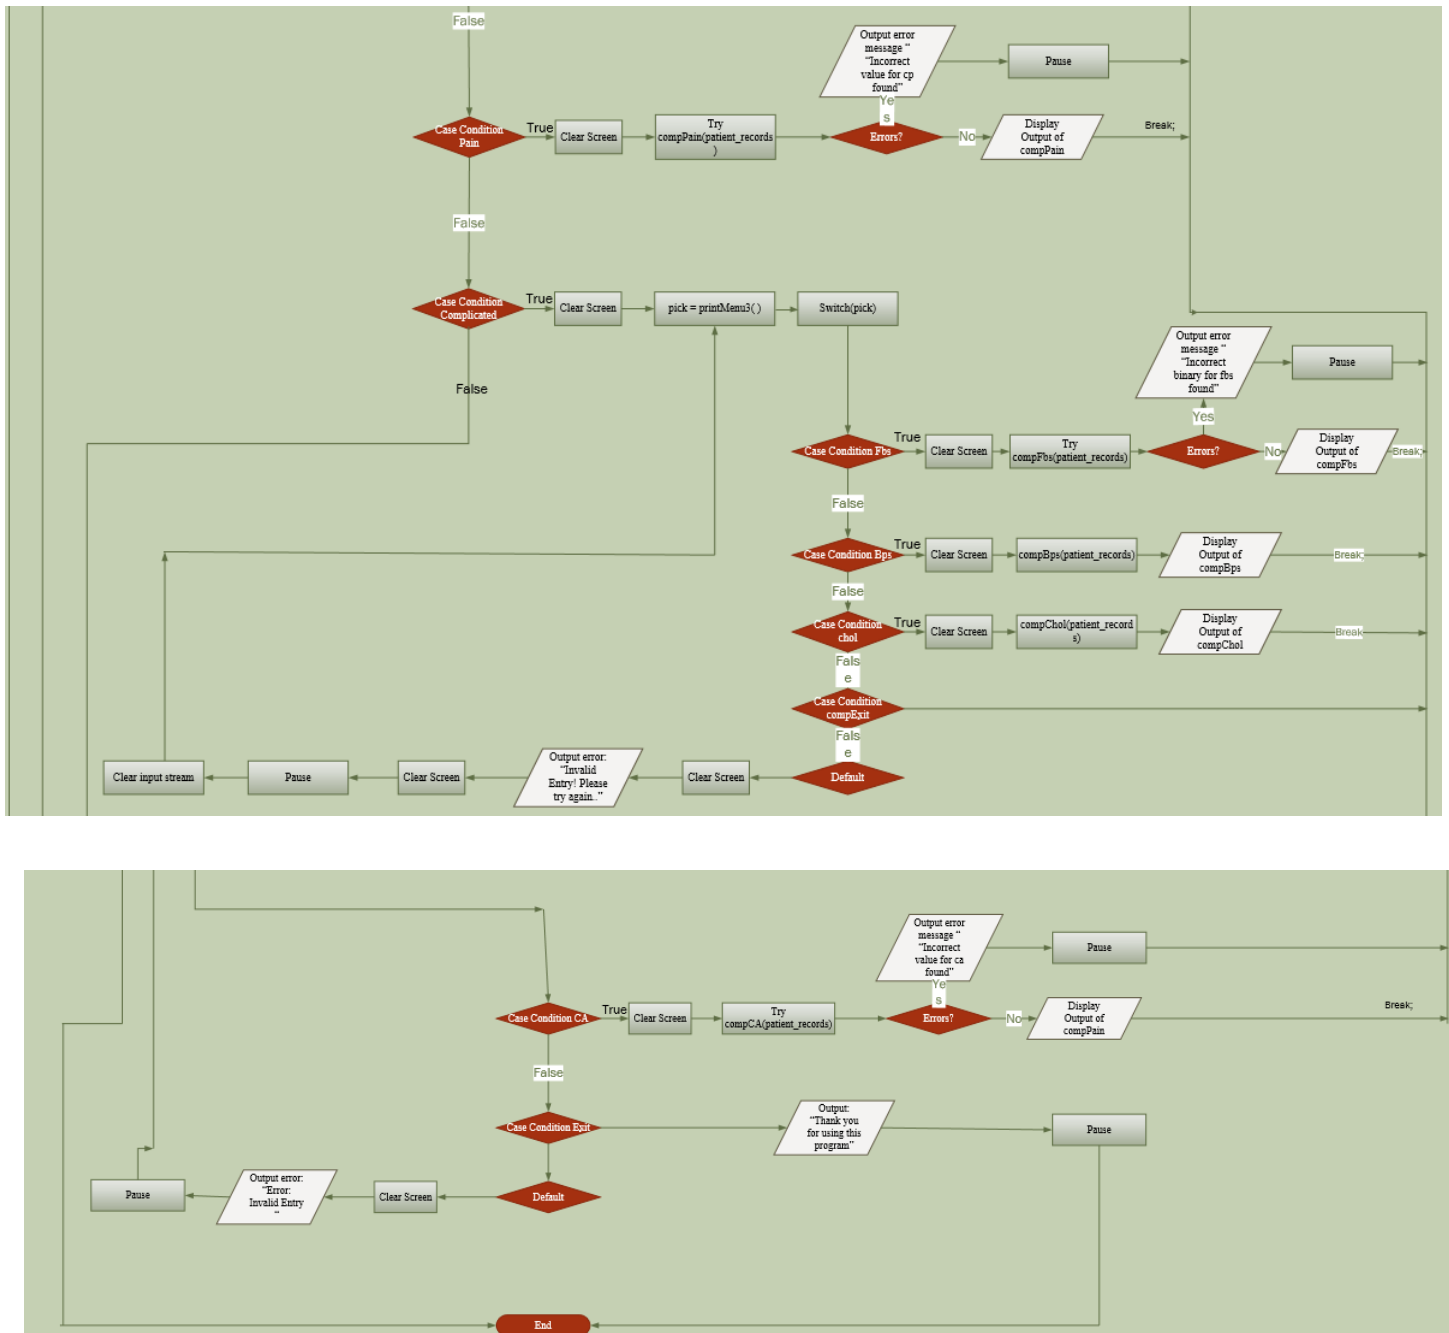 False
Output error
message “
“Incorrect
value for cp
found”
Pause
Ye
s
Case Condition
Pain
True
Clear Screen
Try
compPain(patient_records
)
Errors?
No
Display
Output of
compPain
Break;
False
Case Condition
Complicated
True
Clear Screen
pick = printMenu3( )
Switch(pick)
False
Output error
message “
“Incorrect
binary for fbs
found”
Pause
Yes
Case Condition Fbs
True
Clear Screen
Try
compFbs(patient_records)
Errors?
No
Display
Output of
compFbs
Break;
False
Case Condition Bps
True
Clear Screen
compBps(patient_records)
Display
Output of
compBps
Break;
False
Case Condition
chol
True
Clear Screen
compChol(patient_record
s)
Display
Output of
compChol
Break
Fals
e
Case Condition
compExit
Fals
e
Default
Clear Screen
Output error:
“Invalid
Entry! Please
try again..”
Clear Screen
Pause
Clear input stream
Output error
message “
“Incorrect
value for ca
found”
Pause
Ye
s
Case Condition CA
True
Clear Screen
Try
compCA(patient_records)
Errors?
No
Display
Output of
compPain
Break;
False
Case Condition Exit
Output:
“Thank you
for using this
program”
Pause
Default
Clear Screen
Output error:
“Error:
Invalid Entry
“
Pause
End